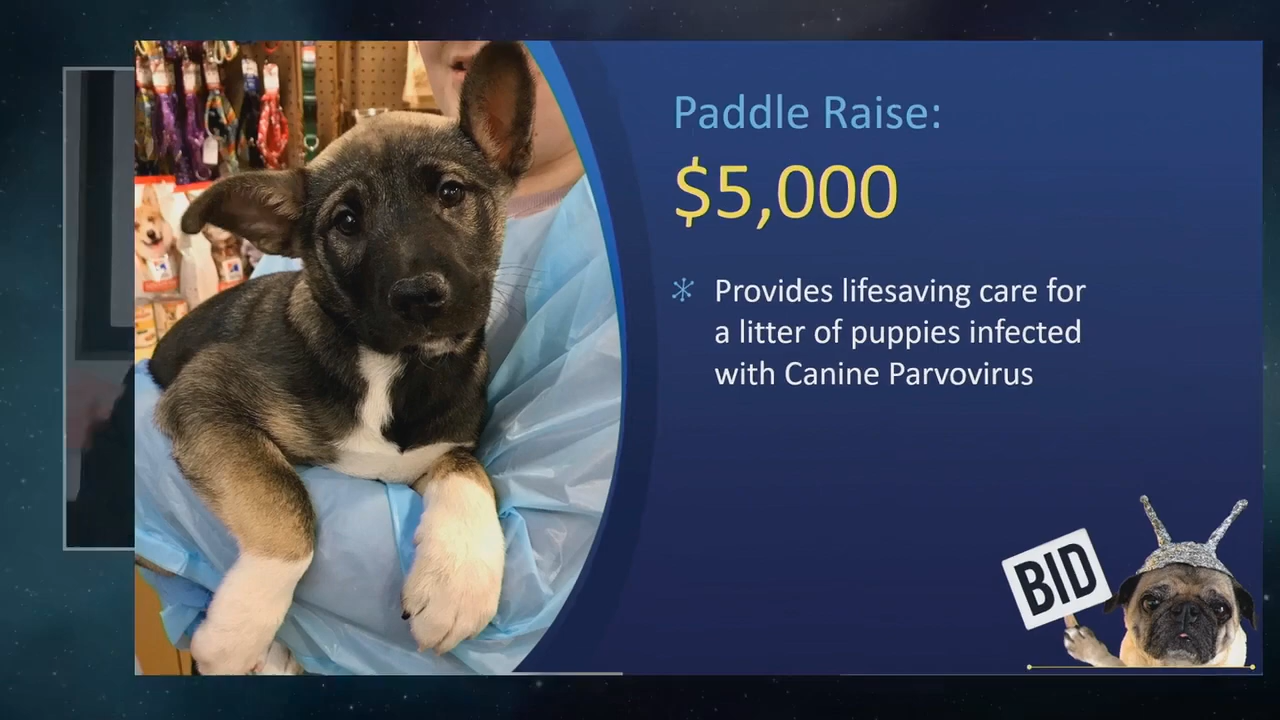 Paddle Raise:
$5,000
Provides lifesaving care for
a litter of puppies infected
with Canine Parvovirus
BID